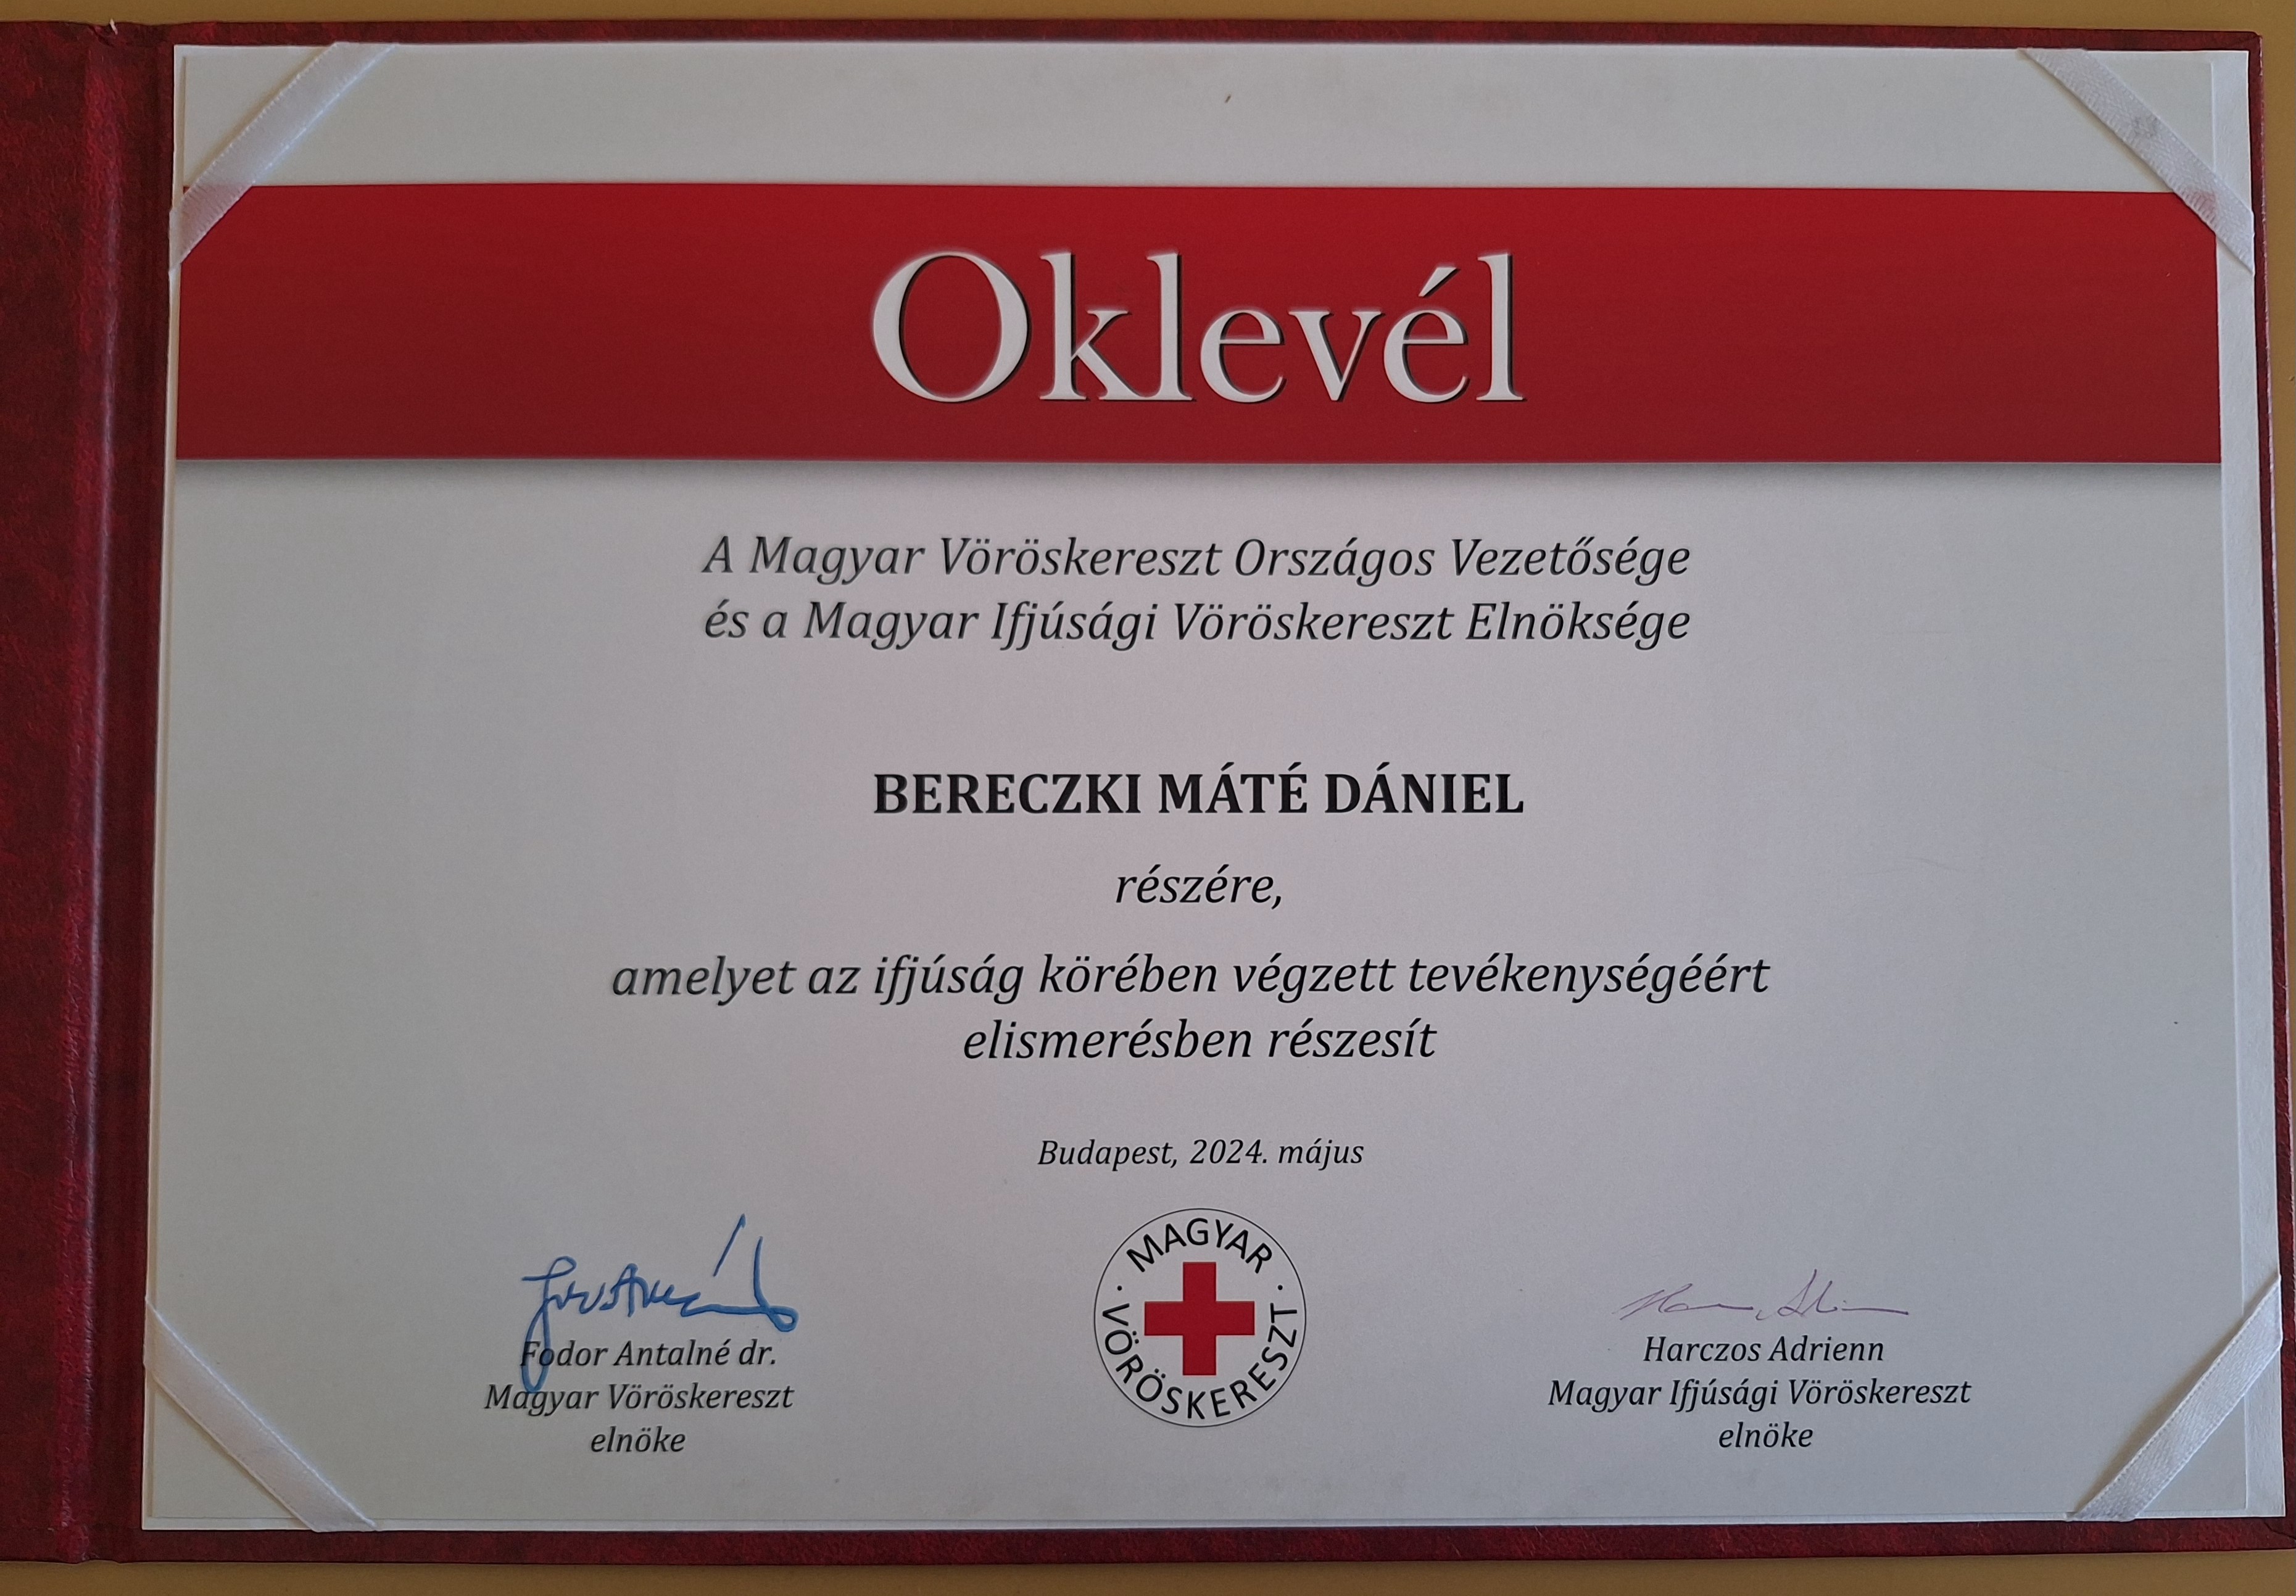 Oklevél
A Magyar Vöröskereszt Országos Vezetősége
és a Magyar Ifjúsági Vöröskereszt Elnöksége
BERECZKI MÁTÉ DÁNIEL
részére,
amelyet az ifjúság körében végzett tevékenységéért
elismerésben részesít
Budapest, 2024. május
Fodor Antalné dr.
Magyar Vöröskereszt
elnöke
· MAGYAR ·
VÖRÖSKERESZT
Harczos Adrienn
Magyar Ifjúsági Vöröskereszt
elnöke